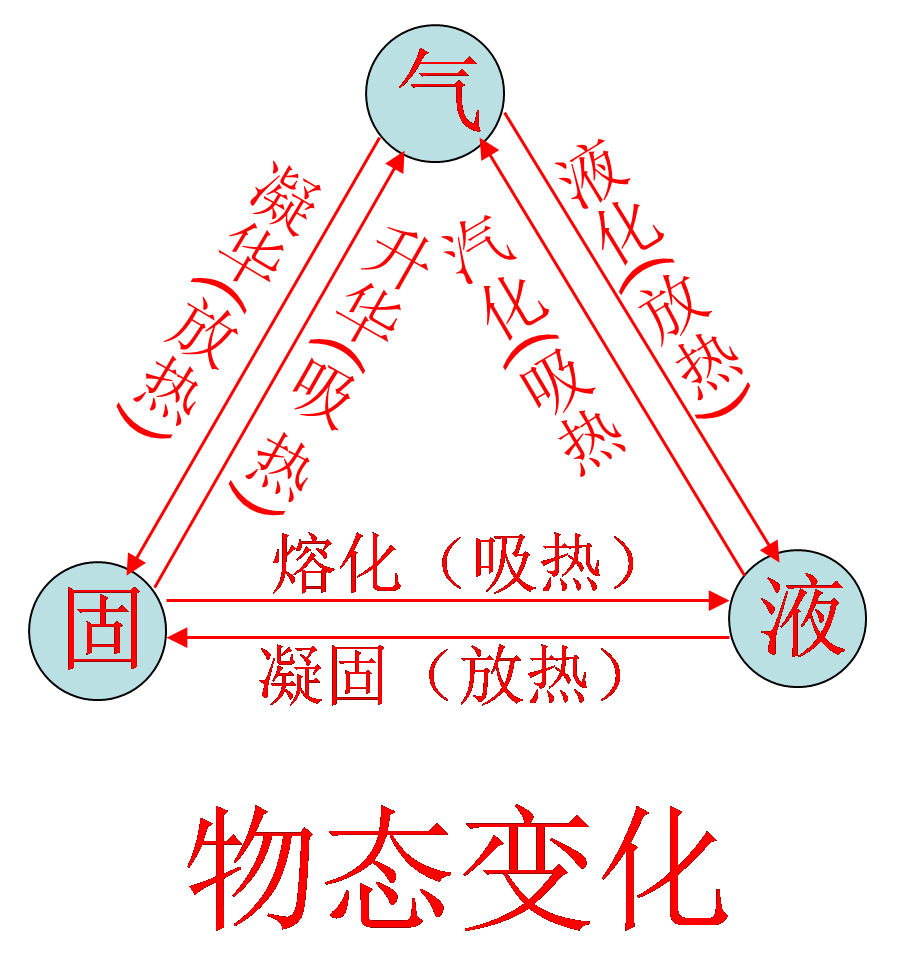 气
凝华(放热)
升华(吸热)
汽化(吸热
液化(放热)
熔化（吸热）
固
液
凝固（放热）
物态变化